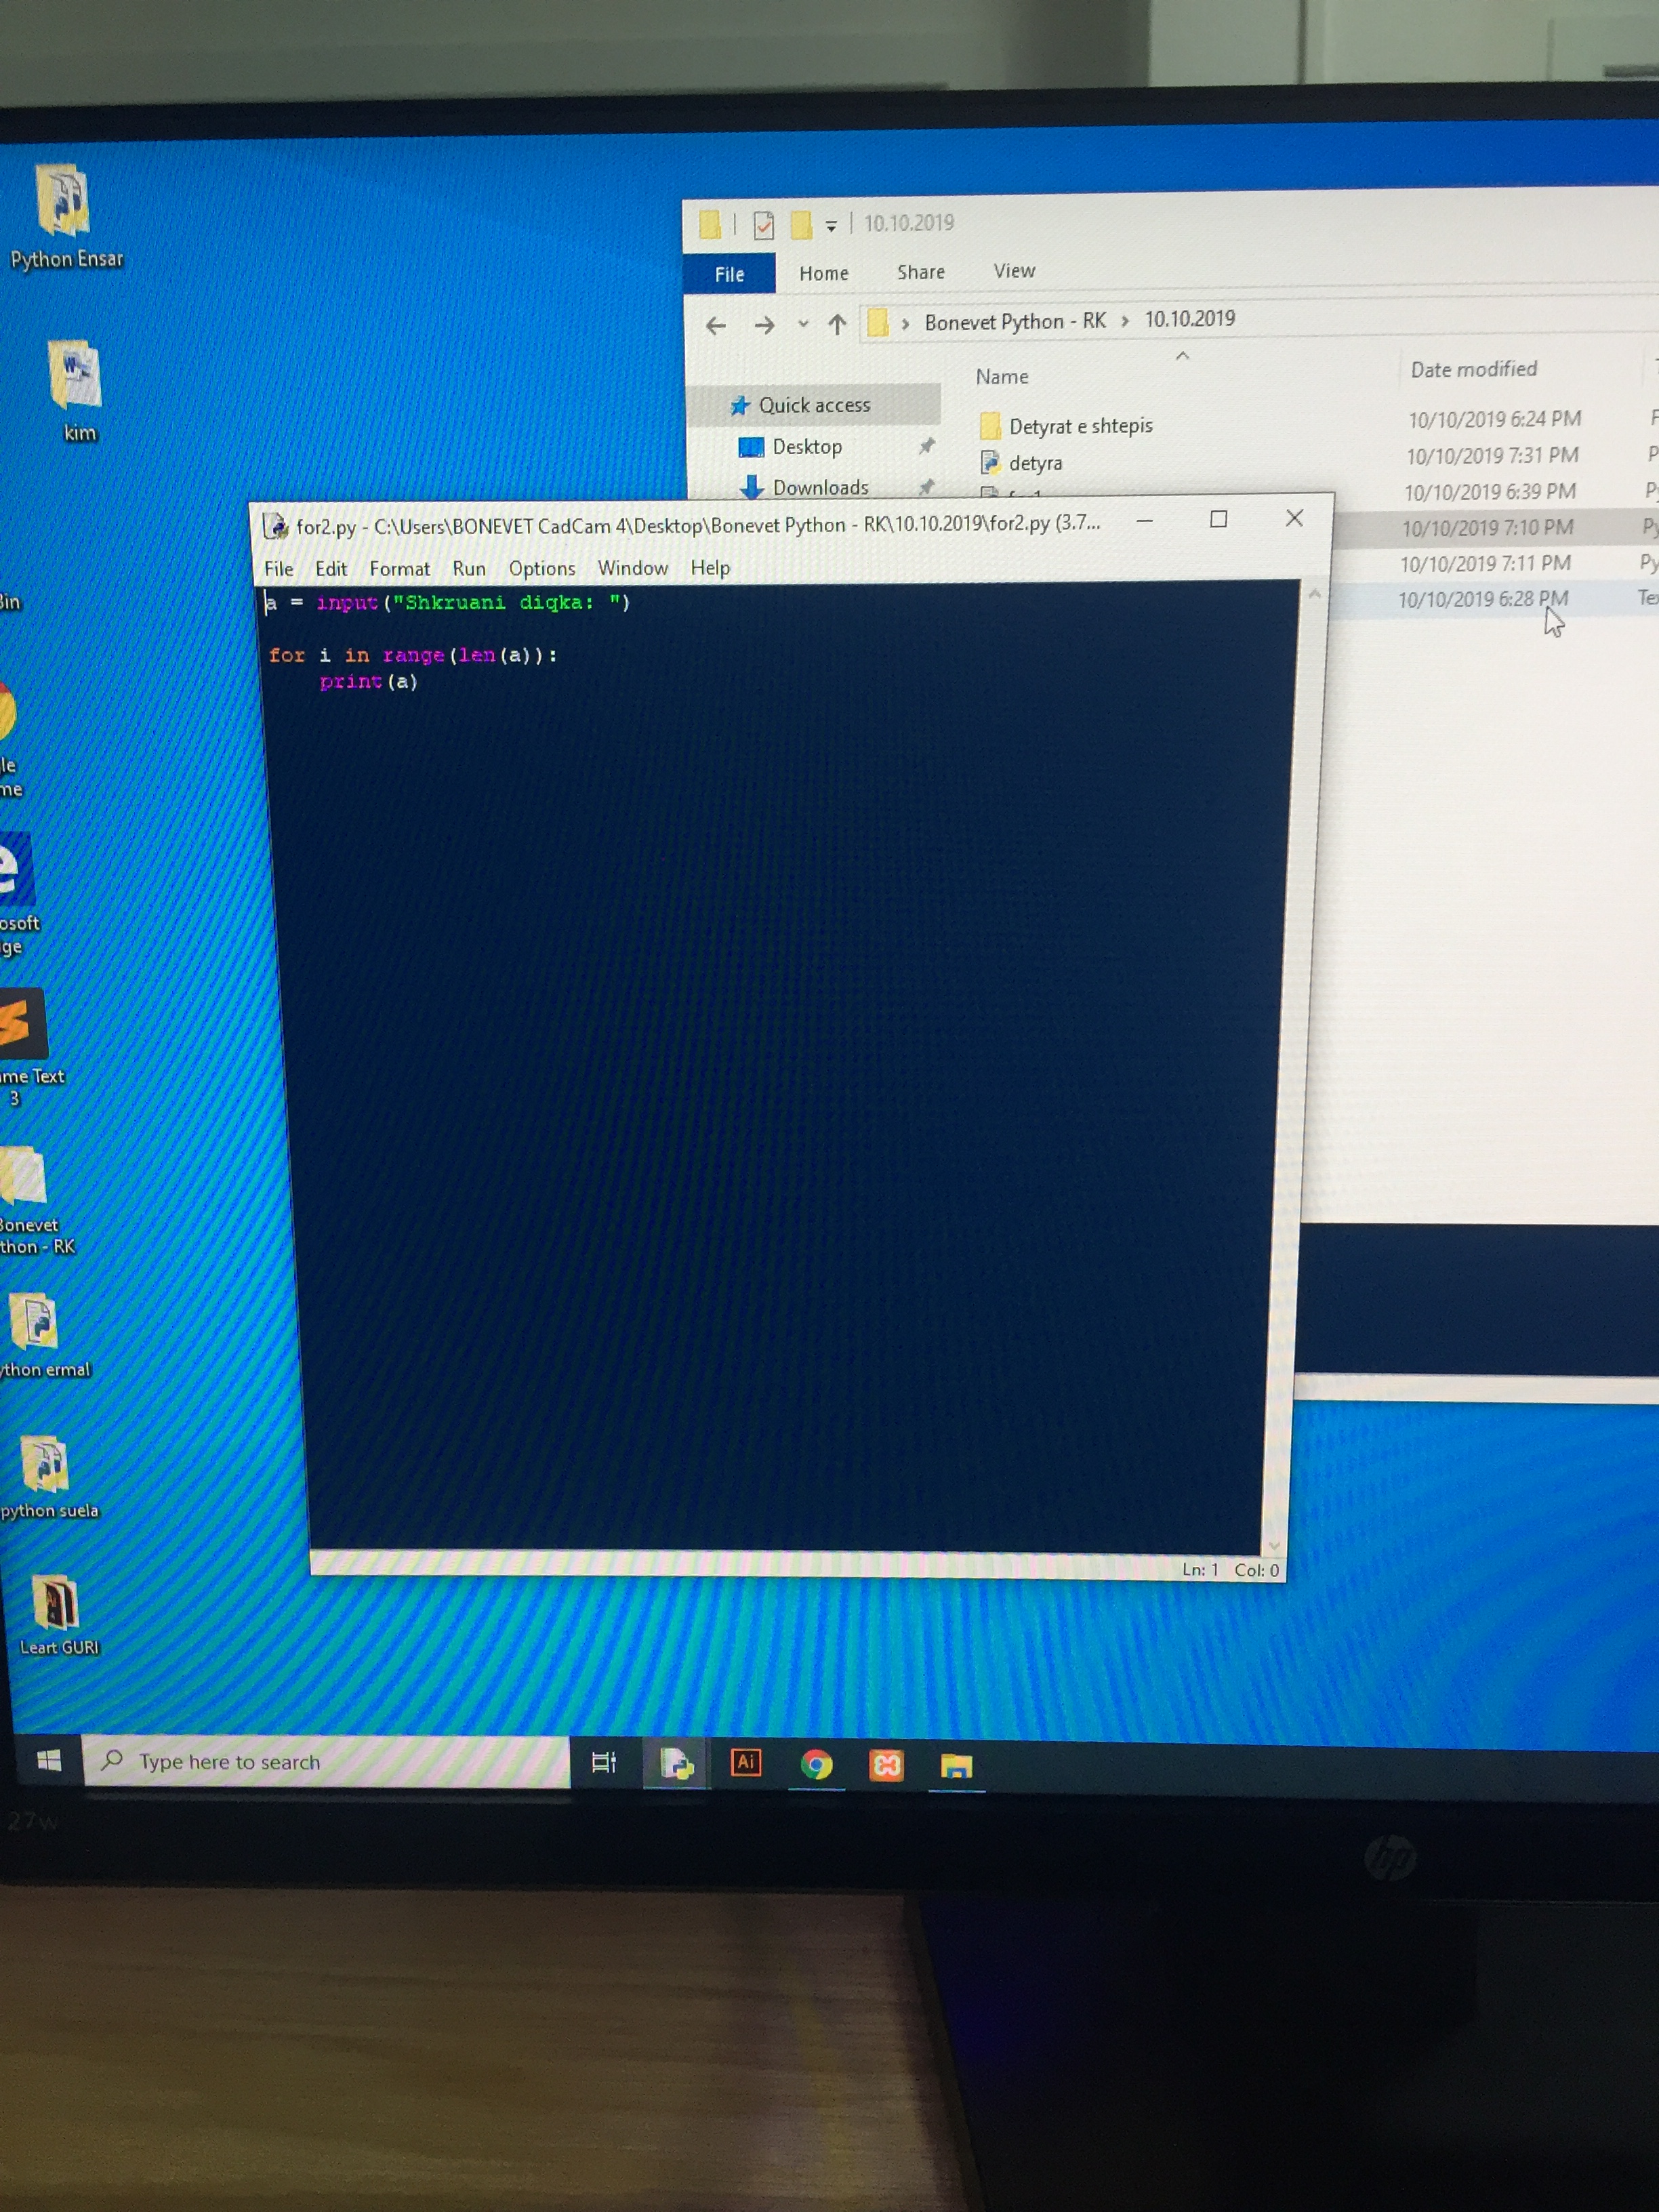 Python Ensar
kim
Bin
le
me
osoft
ge
me Text
3
Bonevet
thon - RK
ython ermal
python suela
Leart GURI
10.10.2019
File Home Share View
Bonevet Python - RK > 10.10.2019
Name Date modified
Quick access
Desktop
Downloads
Detyrat e shtepis 10/10/2019 6:24 PM
detyra 10/10/2019 7:31 PM
10/10/2019 6:39 PM
10/10/2019 7:10 PM
10/10/2019 7:11 PM
10/10/2019 6:28 PM
for2.py - C:\Users\BONEVET CadCam 4\Desktop\Bonevet Python - RK\10.10.2019\for2.py (3.7...
File Edit Format Run Options Window Help
a = input("Shkruani diqka: ")
for i in range(len(a)):
print(a)
Ln: 1 Col: 0
Type here to search
Ai
27w
hp